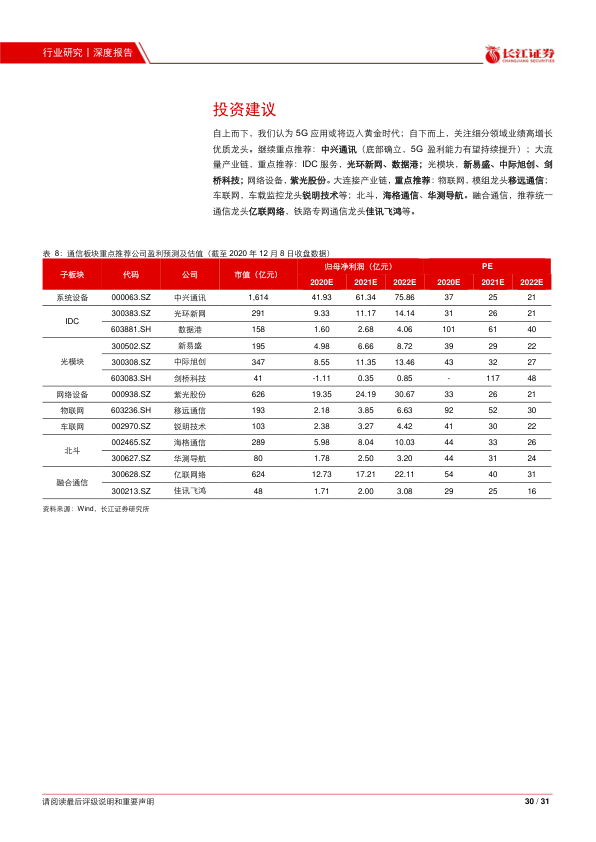 行业研究丨深度报告
长江证券
CHANGJIANG SECURITIES
投资建议
自上而下，我们认为 5G 应用或将迈入黄金时代；自下而上，关注细分领域业绩高增长
优质龙头。继续重点推荐：中兴通讯（底部确立，5G 盈利能力有望持续提升）；大流
量产业链，重点推荐：IDC 服务，光环新网、数据港；光模块，新易盛、中际旭创、剑
桥科技；网络设备，紫光股份。大连接产业链，重点推荐：物联网，模组龙头移远通信；
车联网，车载监控龙头锐明技术等；北斗，海格通信、华测导航。融合通信，推荐统一
通信龙头亿联网络，铁路专网通信龙头佳讯飞鸿等。
表 8：通信板块重点推荐公司盈利预测及估值（截至 2020 年 12 月 8 日收盘数据）
子板块 代码 公司 市值（亿元） 归母净利润（亿元） PE
2020E 2021E 2022E 2020E 2021E 2022E
系统设备 000063.SZ 中兴通讯 1,614 41.93 61.34 75.86 37 25 21
IDC 300383.SZ 光环新网 291 9.33 11.17 14.14 31 26 21
603881.SH 数据港 158 1.60 2.68 4.06 101 61 40
光模块 300502.SZ 新易盛 195 4.98 6.66 8.72 39 29 22
300308.SZ 中际旭创 347 8.55 11.35 13.46 43 32 27
603083.SH 剑桥科技 41 -1.11 0.35 0.85 - 117 48
网络设备 000938.SZ 紫光股份 626 19.35 24.19 30.67 33 26 21
物联网 603236.SH 移远通信 193 2.18 3.85 6.63 92 52 30
车联网 002970.SZ 锐明技术 103 2.38 3.27 4.42 41 30 22
北斗 002465.SZ 海格通信 289 5.98 8.04 10.03 44 33 26
300627.SZ 华测导航 80 1.78 2.50 3.20 44 31 24
融合通信 300628.SZ 亿联网络 624 12.73 17.21 22.11 54 40 31
300213.SZ 佳讯飞鸿 48 1.71 2.00 3.08 29 25 16
资料来源：Wind，长江证券研究所
请阅读最后评级说明和重要声明
30 / 31